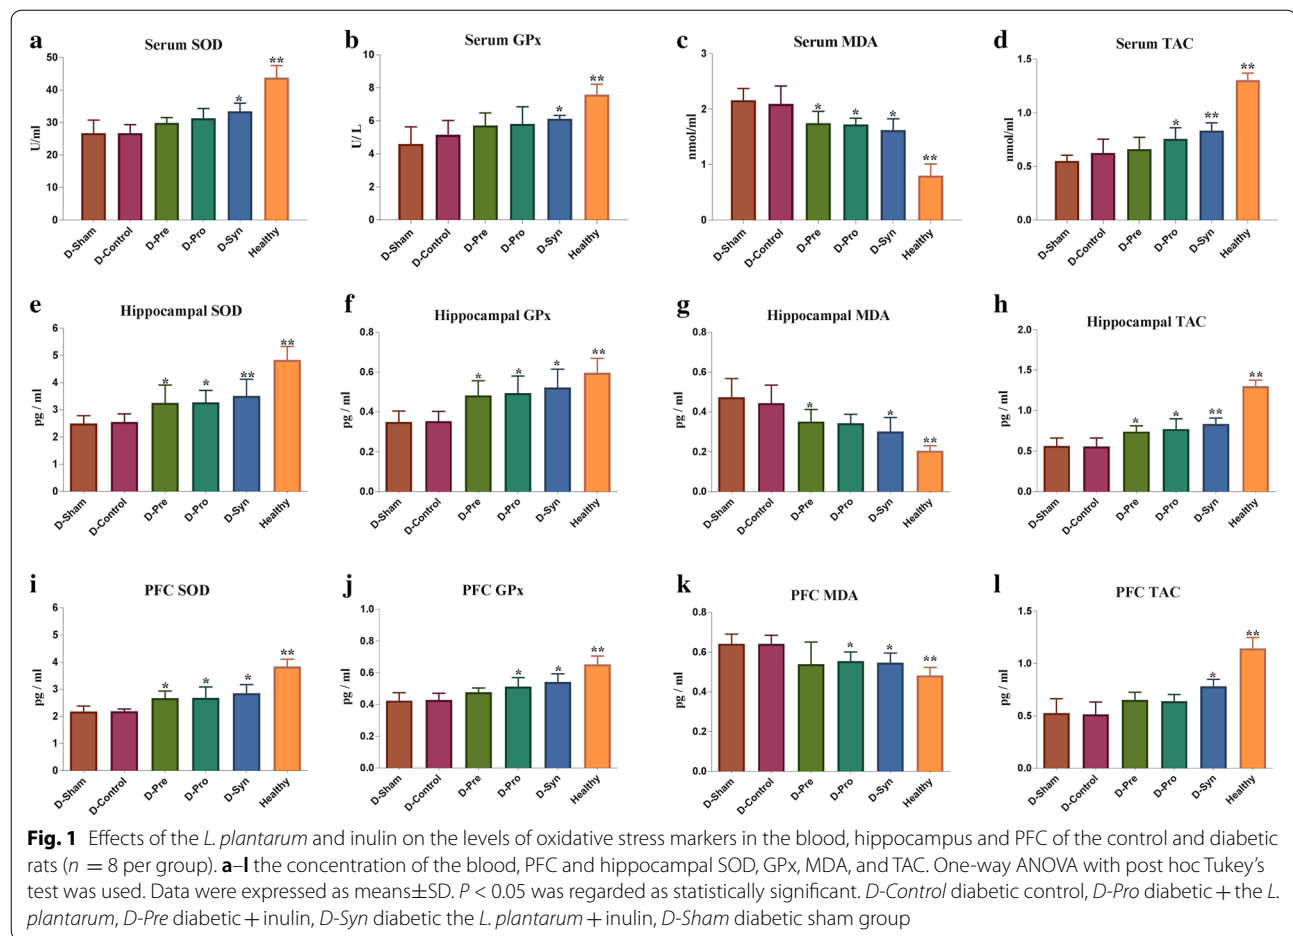 a
Serum SOD
U/ml
50
40
30
20
10
0
*
**
D-Sham
D-Control
D-Pre
D-Pro
D-Syn
Healthy
b
Serum GPx
U/ L
10
8
6
4
2
0
*
**
D-Sham
D-Control
D-Pre
D-Pro
D-Syn
Healthy
c
Serum MDA
nmol/ml
3
2
1
0
*
*
*
**
D-Sham
D-Control
D-Pre
D-Pro
D-Syn
Healthy
d
Serum TAC
nmol/ml
1.5
1.0
0.5
0.0
*
**
**
D-Sham
D-Control
D-Pre
D-Pro
D-Syn
Healthy
e
Hippocampal SOD
pg / ml
6
5
4
3
2
1
0
*
*
**
**
D-Sham
D-Control
D-Pre
D-Pro
D-Syn
Healthy
f
Hippocampal GPx
pg / ml
0.8
0.6
0.4
0.2
0.0
*
*
*
**
D-Sham
D-Control
D-Pre
D-Pro
D-Syn
Healthy
g
Hippocampal MDA
pg / ml
0.8
0.6
0.4
0.2
0.0
*
*
**
D-Sham
D-Control
D-Pre
D-Pro
D-Syn
Healthy
h
Hippocampal TAC
pg / ml
2.0
1.5
1.0
0.5
0.0
*
*
**
**
D-Sham
D-Control
D-Pre
D-Pro
D-Syn
Healthy
i
PFC SOD
pg / ml
6
5
4
3
2
1
0
*
*
*
**
D-Sham
D-Control
D-Pre
D-Pro
D-Syn
Healthy
j
PFC GPx
pg / ml
1.0
0.8
0.6
0.4
0.2
0.0
*
*
**
D-Sham
D-Control
D-Pre
D-Pro
D-Syn
Healthy
k
PFC MDA
pg / ml
0.8
0.6
0.4
0.2
0.0
*
*
**
D-Sham
D-Control
D-Pre
D-Pro
D-Syn
Healthy
l
PFC TAC
pg / ml
1.5
1.0
0.5
0.0
*
**
D-Sham
D-Control
D-Pre
D-Pro
D-Syn
Healthy
Fig. 1 Effects of the L. plantarum and inulin on the levels of oxidative stress markers in the blood, hippocampus and PFC of the control and diabetic
rats (n = 8 per group). a–l the concentration of the blood, PFC and hippocampal SOD, GPx, MDA, and TAC. One-way ANOVA with post hoc Tukey's
test was used. Data were expressed as means±SD. P < 0.05 was regarded as statistically significant. D-Control diabetic control, D-Pro diabetic + the L.
plantarum, D-Pre diabetic + inulin, D-Syn diabetic the L. plantarum + inulin, D-Sham diabetic sham group